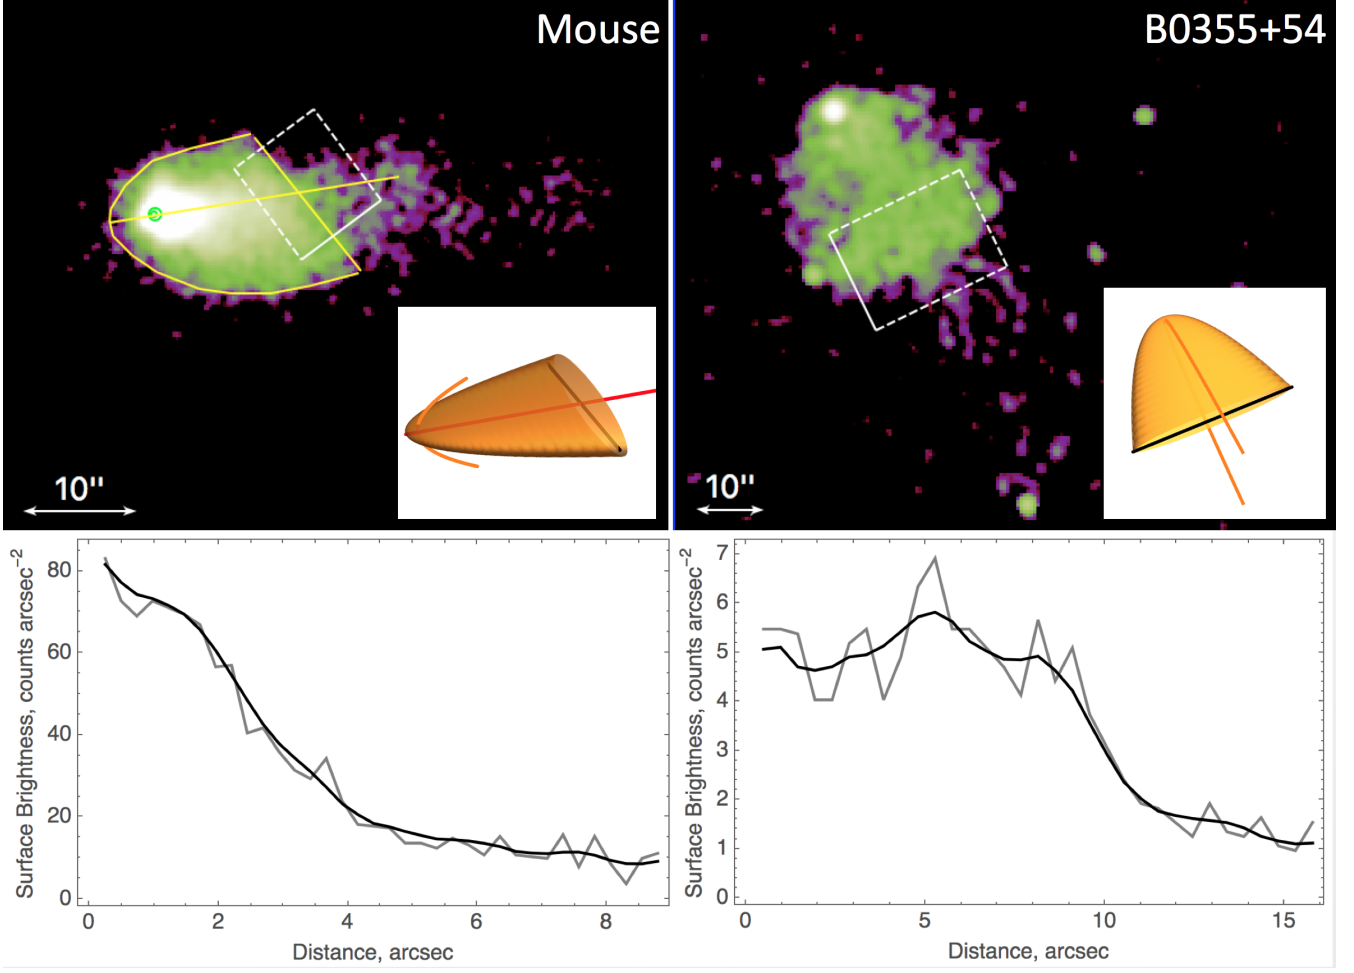 Mouse
B0355+54
10"
10"
Surface Brightness, counts arcsec⁻²
80
60
40
20
0
0 2 4 6 8
Distance, arcsec
Surface Brightness, counts arcsec⁻²
7
6
5
4
3
2
1
0
0 5 10 15
Distance, arcsec